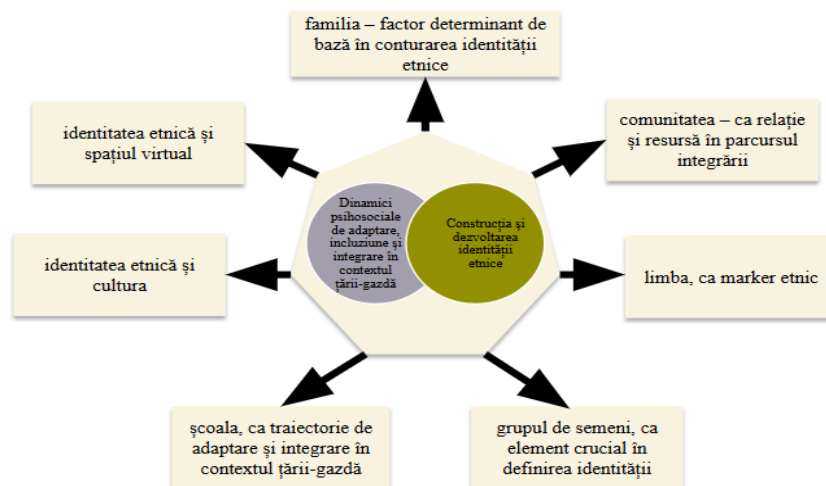 familia – factor determinant de
bază în conturarea identității
etnice
identitatea etnică și
spațiul virtual
comunitatea – ca relație
și resursă în parcursul
integrării
Dinamici
psihosociale
de adaptare,
incluziune și
integrare în
contextul
țării-gazdă
Construcția și
dezvoltarea
identității
etnice
identitatea etnică și
cultura
limba, ca marker etnic
școala, ca traiectorie de
adaptare și integrare în
contextul țării-gazdă
grupul de semeni, ca
element crucial în
definirea identității